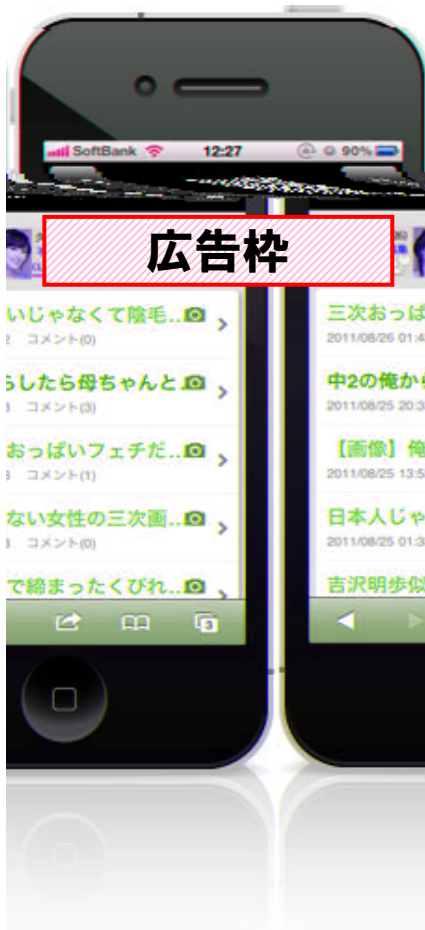 SoftBank
12:27
90%
広告枠
いじゃなくて陰毛..
コメント(0)
らしたら母ちゃんと..
コメント(3)
おっぱいフェチだ..
コメント(1)
ない女性の三次画..
コメント(0)
で締まったくびれ..
3
三次おっぱ
2011/08/26 01:4
中2の俺から
2011/08/25 20:3
【画像】俺
2011/08/25 13:5
日本人じゃ
2011/08/25 01:3
吉沢明歩似